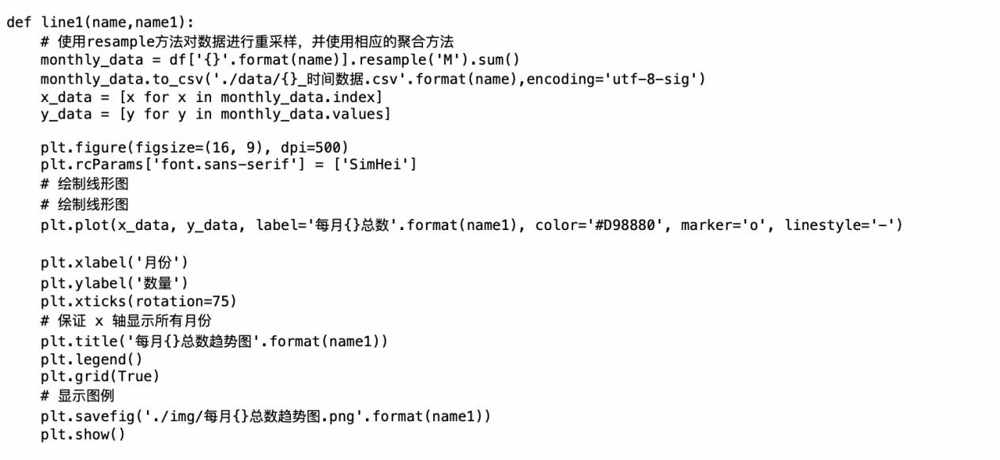 def line1(name,name1):
    # 使用resample方法对数据进行重采样，并使用相应的聚合方法
    monthly_data = df['{}'.format(name)].resample('M').sum()
    monthly_data.to_csv('./data/{}_时间数据.csv'.format(name),encoding='utf-8-sig')
    x_data = [x for x in monthly_data.index]
    y_data = [y for y in monthly_data.values]

    plt.figure(figsize=(16, 9), dpi=500)
    plt.rcParams['font.sans-serif'] = ['SimHei']
    # 绘制线形图
    # 绘制线形图
    plt.plot(x_data, y_data, label='每月{}总数'.format(name1), color='#D98880', marker='o', linestyle='-')

    plt.xlabel('月份')
    plt.ylabel('数量')
    plt.xticks(rotation=75)
    # 保证 x 轴显示所有月份
    plt.title('每月{}总数趋势图'.format(name1))
    plt.legend()
    plt.grid(True)
    # 显示图例
    plt.savefig('./img/每月{}总数趋势图.png'.format(name1))
    plt.show()